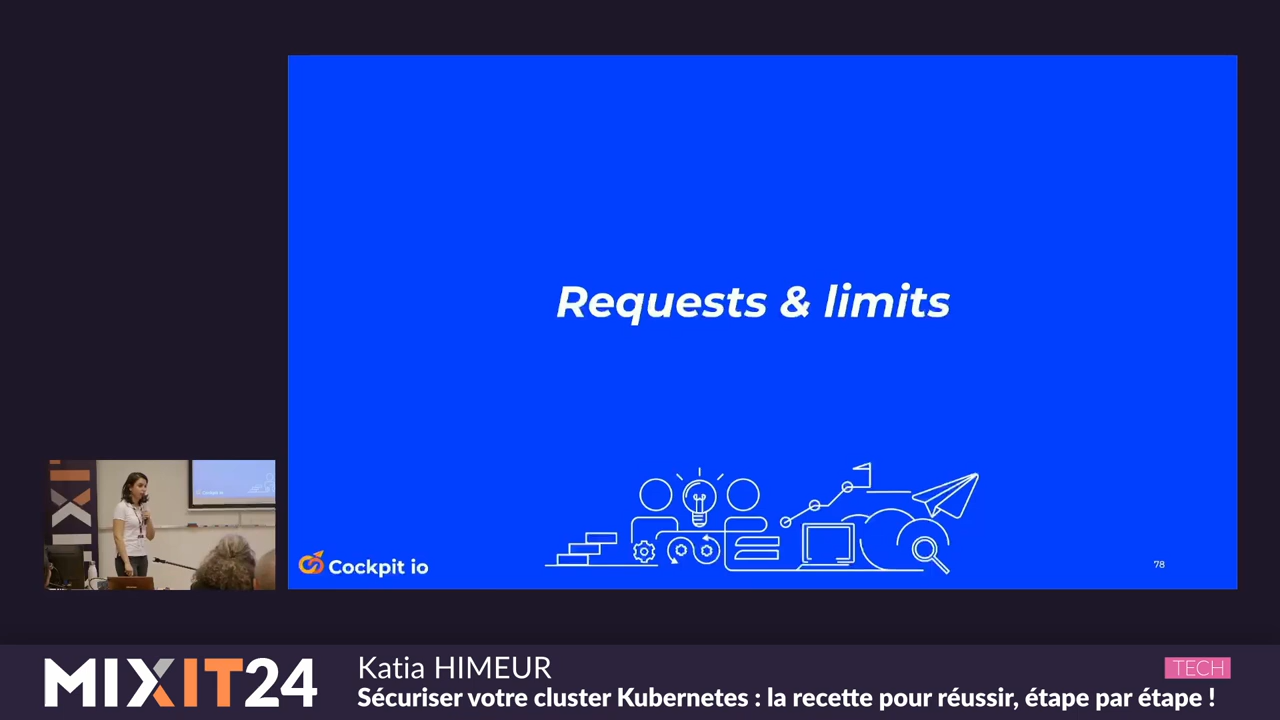 Requests & limits
Cockpit io
78
MIXIT24
Katia HIMEUR
TECH
Sécuriser votre cluster Kubernetes : la recette pour réussir, étape par étape !